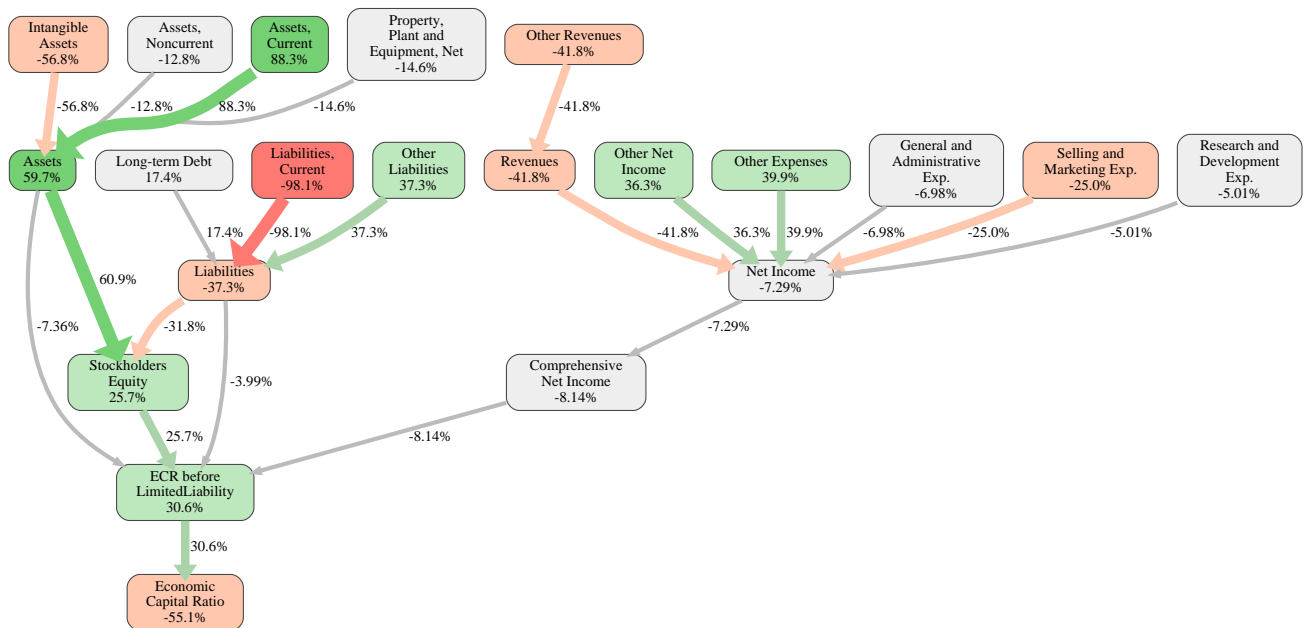 Intangible
Assets
-56.8%
Assets,
Noncurrent
-12.8%
Assets,
Current
88.3%
Property,
Plant and
Equipment, Net
-14.6%
Other Revenues
-41.8%
-56.8%
-12.8%
88.3%
-14.6%
-41.8%
Assets
59.7%
Long-term Debt
17.4%
Liabilities,
Current
-98.1%
Other
Liabilities
37.3%
Revenues
-41.8%
Other Net
Income
36.3%
Other Expenses
39.9%
General and
Administrative
Exp.
-6.98%
Selling and
Marketing Exp.
-25.0%
Research and
Development
Exp.
-5.01%
17.4%
-98.1%
37.3%
-41.8%
36.3%
39.9%
-6.98%
-25.0%
-5.01%
60.9%
Liabilities
-37.3%
Net Income
-7.29%
-7.36%
-31.8%
-7.29%
Stockholders
Equity
25.7%
-3.99%
Comprehensive
Net Income
-8.14%
25.7%
-8.14%
ECR before
LimitedLiability
30.6%
30.6%
Economic
Capital Ratio
-55.1%